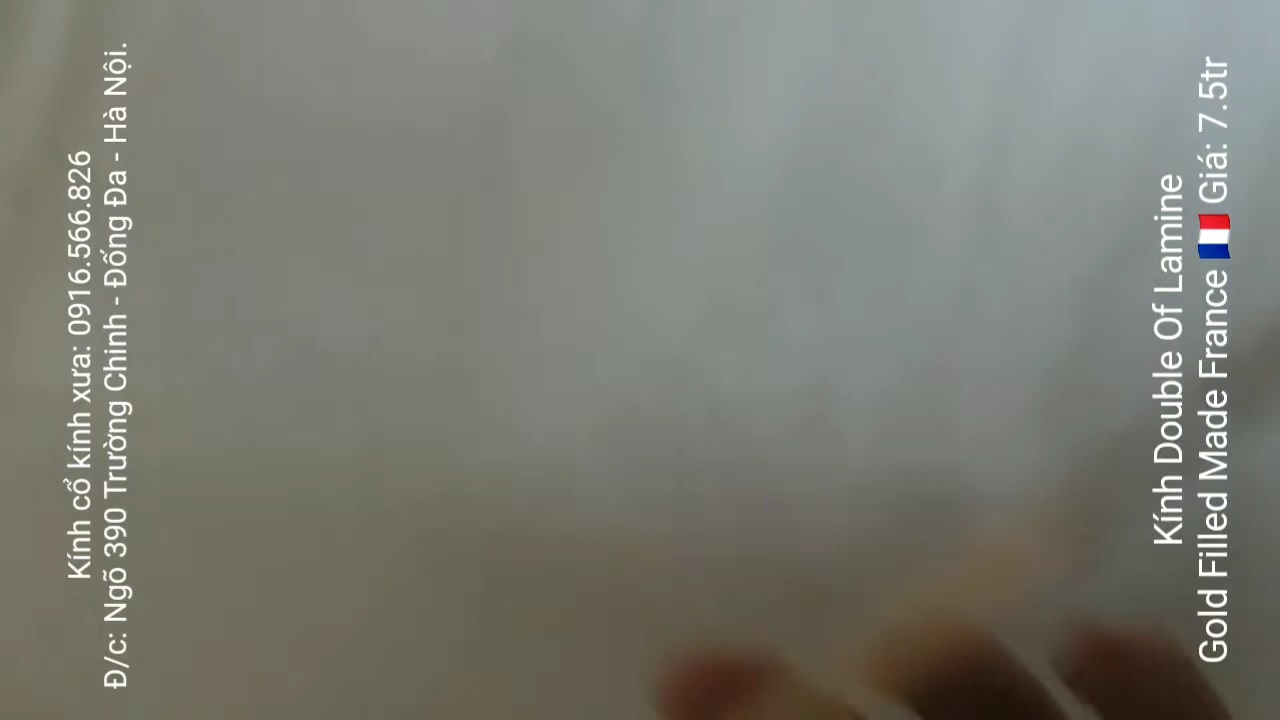 Kính cổ kính xưa: 0916.566.826
Đ/c: Ngõ 390 Trường Chinh - Đống Đa - Hà Nội.
Kính Double Of Lamine
Gold Filled Made France 🇫🇷 Giá: 7.5tr